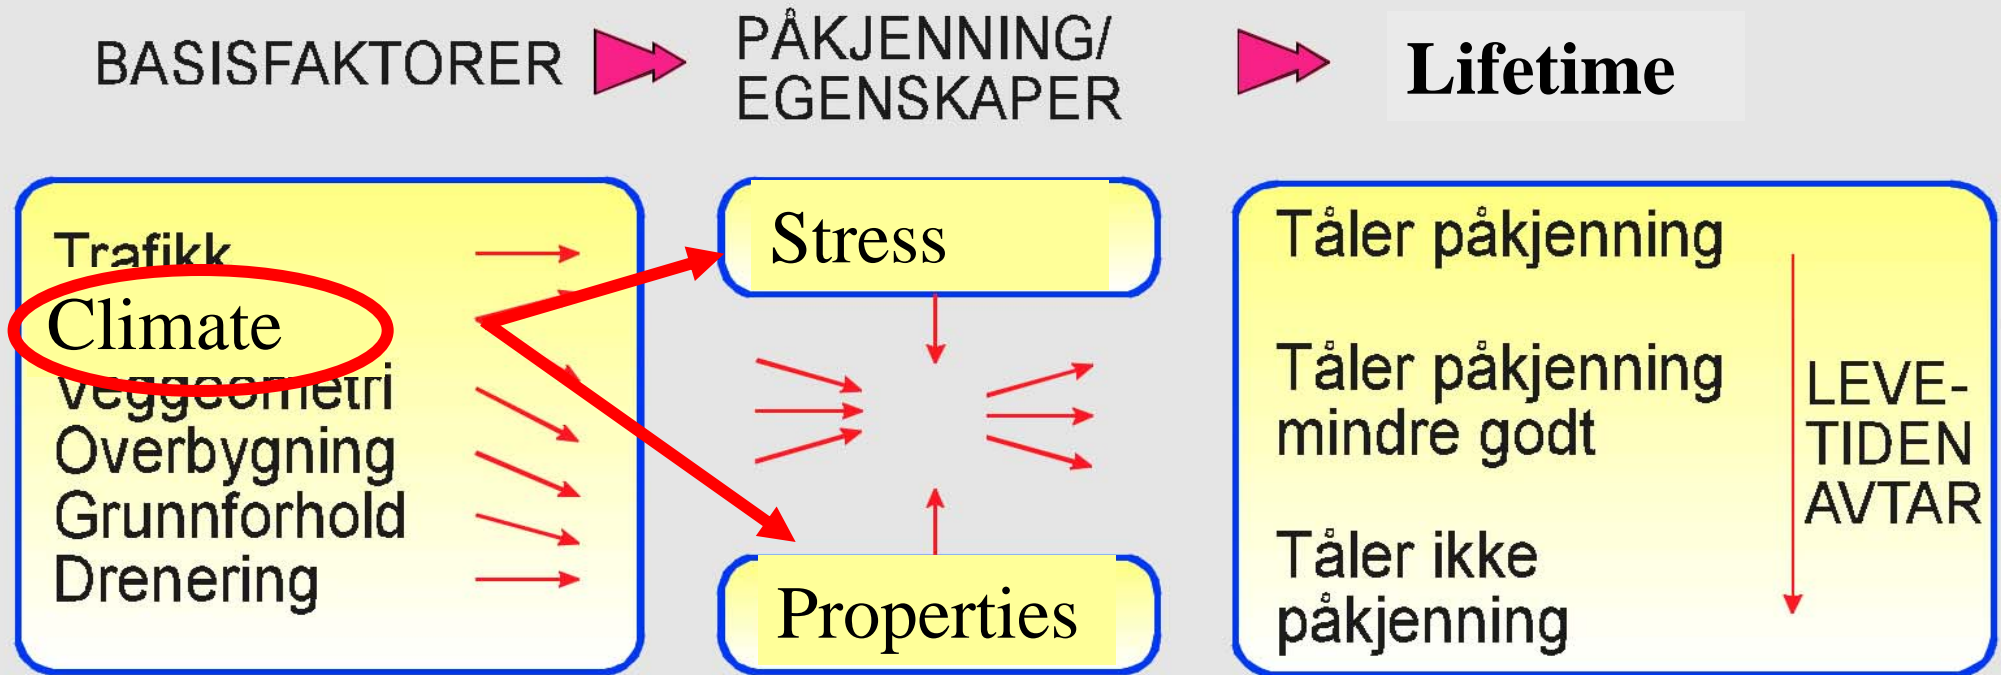 BASISFAKTORER
PÅKJENNING/
EGENSKAPER
Lifetime
Trafikk
Climate
Veggeometri
Overbygning
Grunnforhold
Drenering
Stress
Properties
Tåler påkjenning
Tåler påkjenning
mindre godt
Tåler ikke
påkjenning
LEVE-
TIDEN
AVTAR